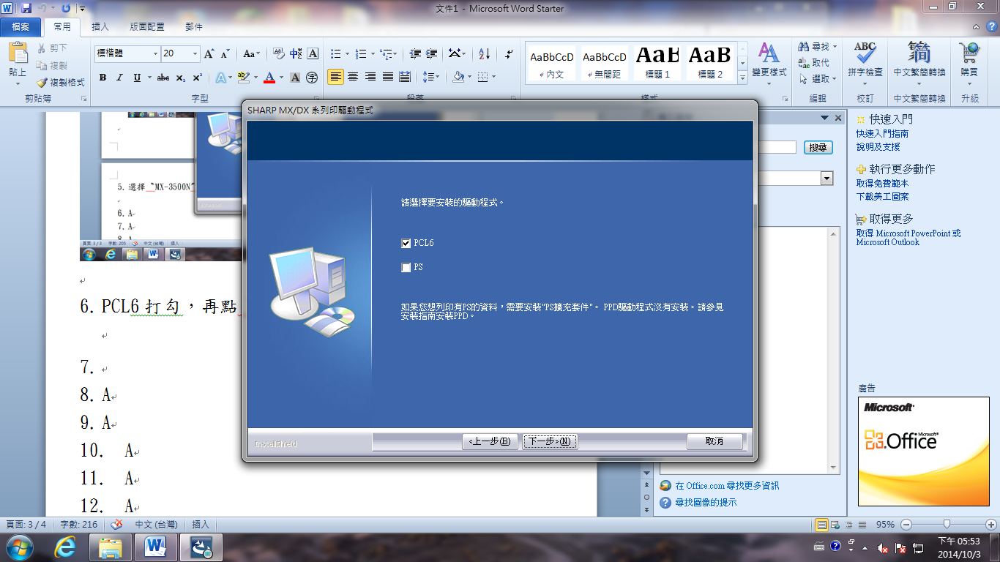 文件1 - Microsoft Word Starter
檔案
常用
插入
版面配置
郵件
貼上
剪下
複製
複製格式
剪貼簿
標楷體
20
字型
段落
AaBbCcD
內文
AaBbCcD
無間距
AaB
標題 1
AaB
標題 2
變更樣式
樣式
尋找
取代
選取
編輯
ABC
拼字檢查
校訂
中文繁簡轉換
中文繁簡轉換
購買
升級
5. 選擇 "MX-3500N"
6. A
7. A
頁面: 3 / 3
字數: 205
中文 (台灣)
插入
6. PCL6 打勾，再點
7.
8. A
9. A
10. A
11. A
12. A
SHARP MX/DX 系列印驅動程式
請選擇要安裝的驅動程式。
PCL6
PS
如果您想列印有PS的資料，需要安裝"PS擴充套件"。 PPD驅動程式沒有安裝。請參見
安裝指南安裝PPD。
InstallShield
<上一步(B)
下一步>(N)
取消
搜尋
在 Office.com 尋找更多資訊
尋找圖像的提示
快速入門
快速入門指南
說明及支援
執行更多動作
取得免費範本
下載美工圖案
取得更多
取得 Microsoft PowerPoint 或
Microsoft Outlook
廣告
Microsoft
Microsoft
Office
頁面: 3 / 4
字數: 216
中文 (台灣)
插入
95%
下午 05:53
2014/10/3